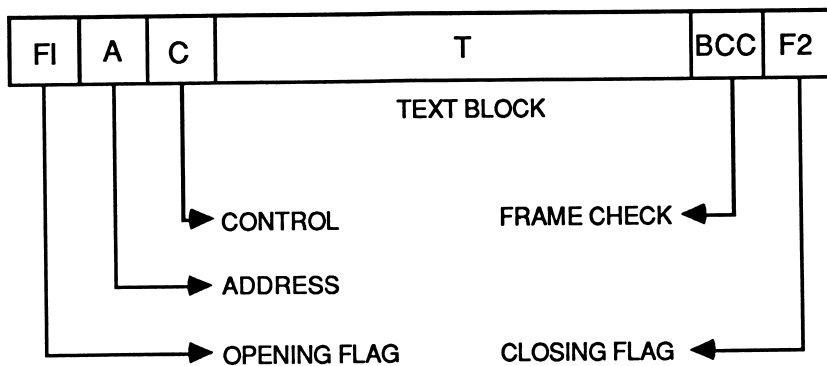 FI A C T BCC F2
TEXT BLOCK
CONTROL FRAME CHECK
ADDRESS
OPENING FLAG CLOSING FLAG